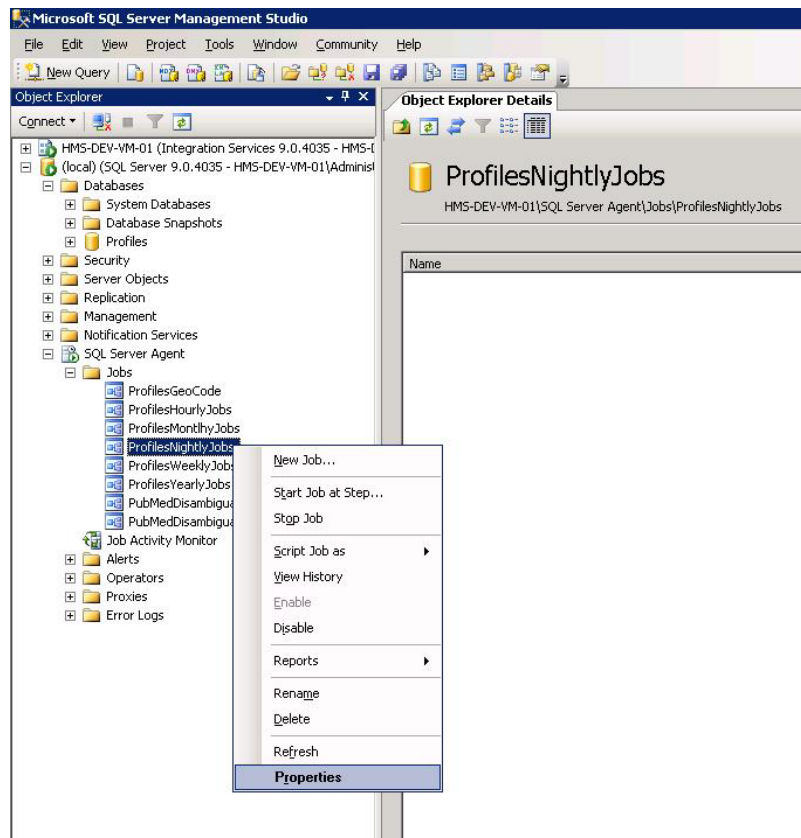 Microsoft SQL Server Management Studio
File Edit View Project Tools Window Community Help
New Query
Object Explorer
Connect
HMS-DEV-VM-01 (Integration Services 9.0.4035 - HMS-
(local) (SQL Server 9.0.4035 - HMS-DEV-VM-01\Adminis
Databases
System Databases
Database Snapshots
Profiles
Security
Server Objects
Replication
Management
Notification Services
SQL Server Agent
Jobs
ProfilesGeoCode
ProfilesHourlyJobs
ProfilesMontlhyJobs
ProfilesNightlyJobs
ProfilesWeeklyJobs
ProfilesYearlyJobs
PubMedDisambigua
PubMedDisambigua
Job Activity Monitor
Alerts
Operators
Proxies
Error Logs
New Job...
Start Job at Step...
Stop Job
Script Job as
View History
Enable
Disable
Reports
Rename
Delete
Refresh
Properties
Object Explorer Details
ProfilesNightlyJobs
HMS-DEV-VM-01\SQL Server Agent\Jobs\ProfilesNightlyJobs
Name